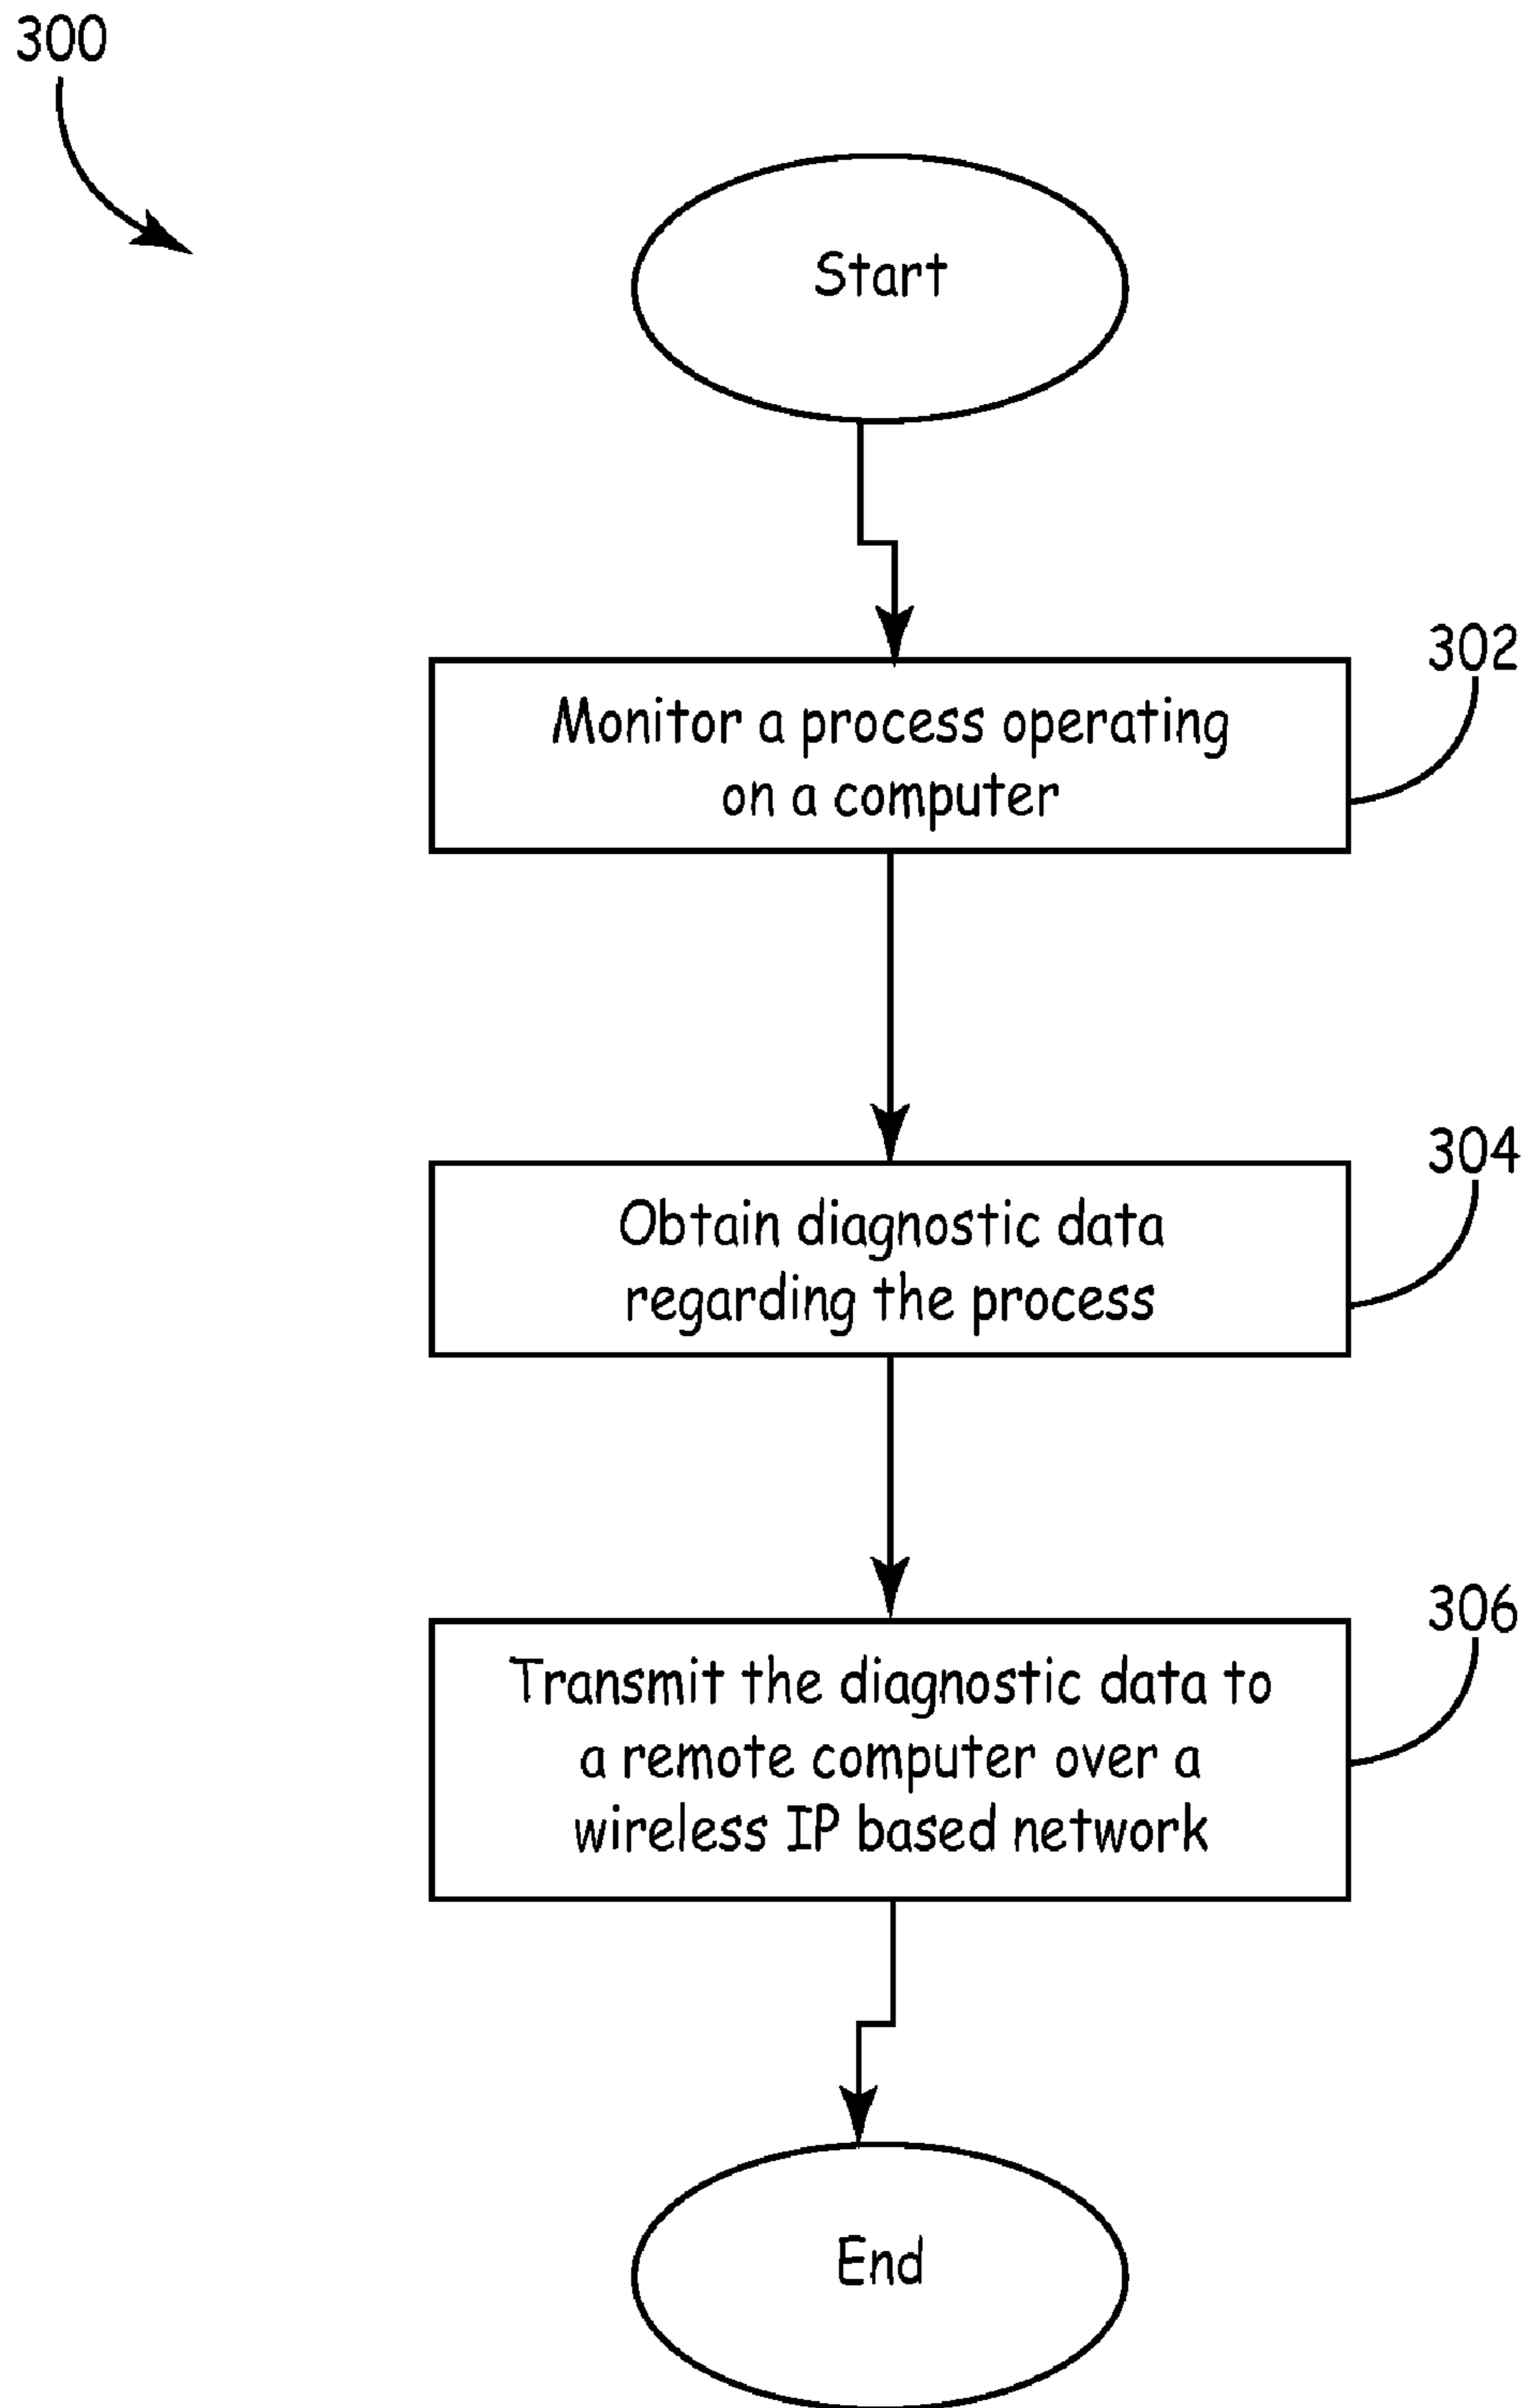 300
Start
302
Monitor a process operating
on a computer
304
Obtain diagnostic data
regarding the process
306
Transmit the diagnostic data to
a remote computer over a
wireless IP based network
End